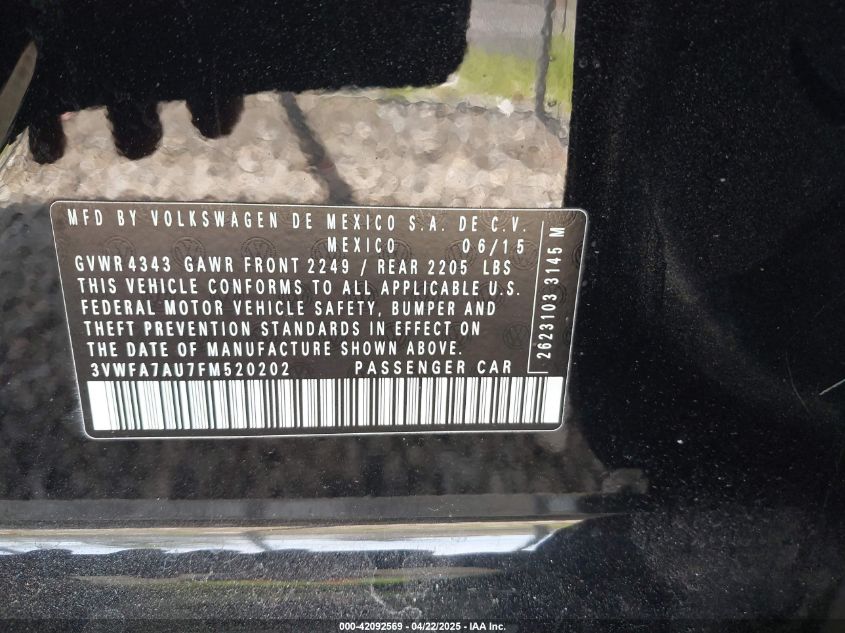 MFD BY VOLKSWAGEN DE MEXICO S.A. DE C.V.
MEXICO 06/15
GVWR 4343 GAWR FRONT 2249 / REAR 2205 LBS
THIS VEHICLE CONFORMS TO ALL APPLICABLE U.S.
FEDERAL MOTOR VEHICLE SAFETY, BUMPER AND
THEFT PREVENTION STANDARDS IN EFFECT ON
THE DATE OF MANUFACTURE SHOWN ABOVE.
3VWFA7AU7FM520202 PASSENGER CAR
2623103 3145 M
000-42092569 - 04/22/2025 - IAA Inc.